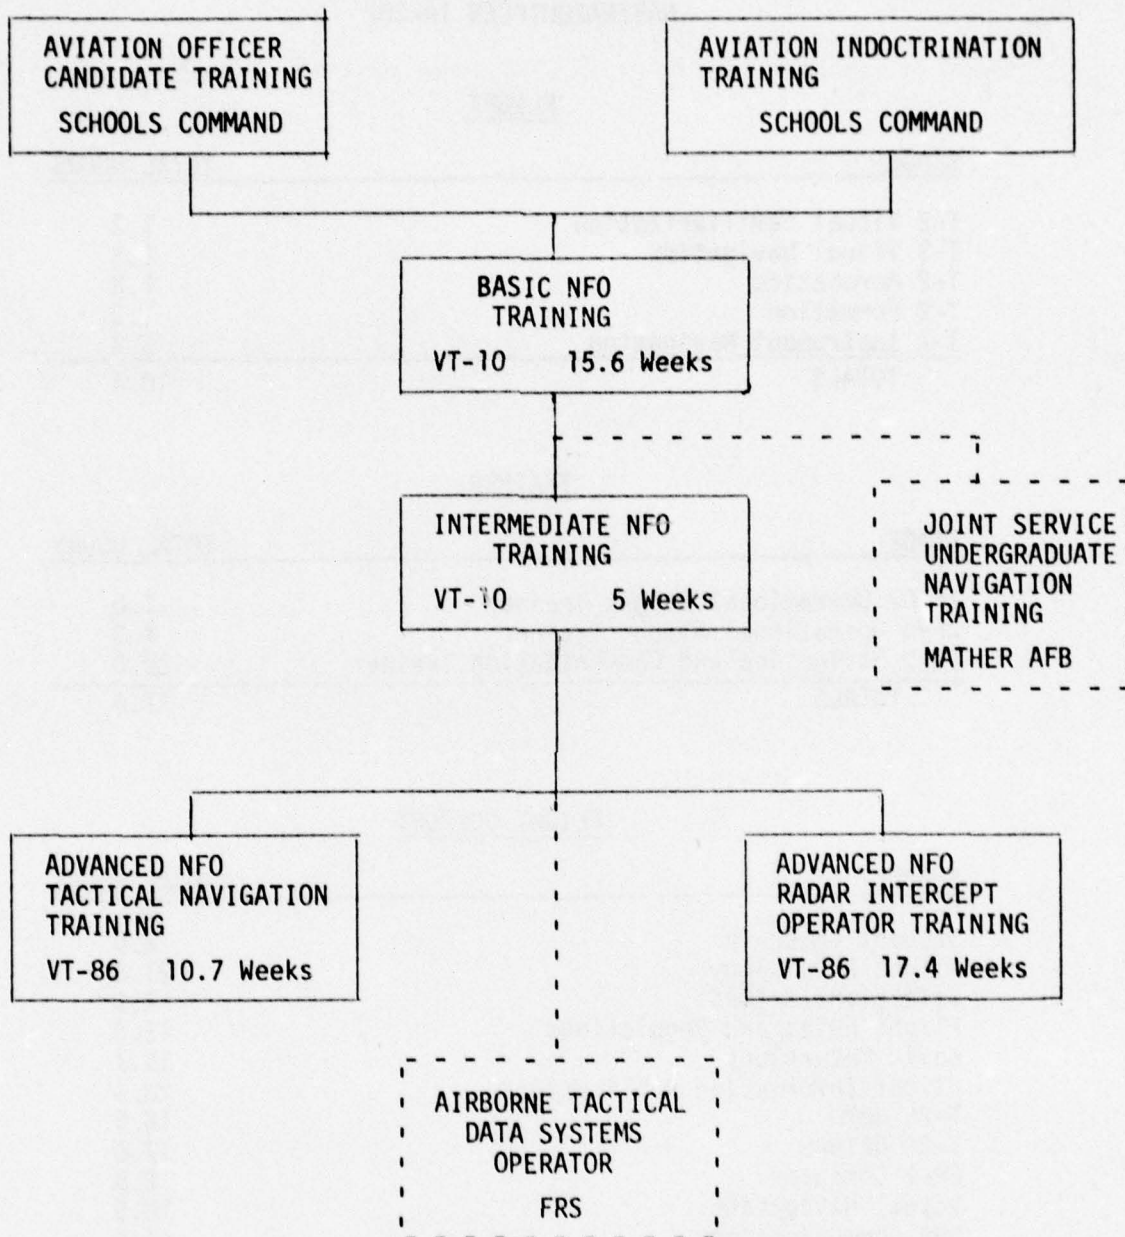 AVIATION OFFICER
CANDIDATE TRAINING
SCHOOLS COMMAND
AVIATION INDOCTRINATION
TRAINING
SCHOOLS COMMAND
BASIC NFO
TRAINING
VT-10 15.6 Weeks
INTERMEDIATE NFO
TRAINING
VT-10 5 Weeks
JOINT SERVICE
UNDERGRADUATE
NAVIGATION
TRAINING
MATHER AFB
ADVANCED NFO
TACTICAL NAVIGATION
TRAINING
VT-86 10.7 Weeks
ADVANCED NFO
RADAR INTERCEPT
OPERATOR TRAINING
VT-86 17.4 Weeks
AIRBORNE TACTICAL
DATA SYSTEMS
OPERATOR
FRS